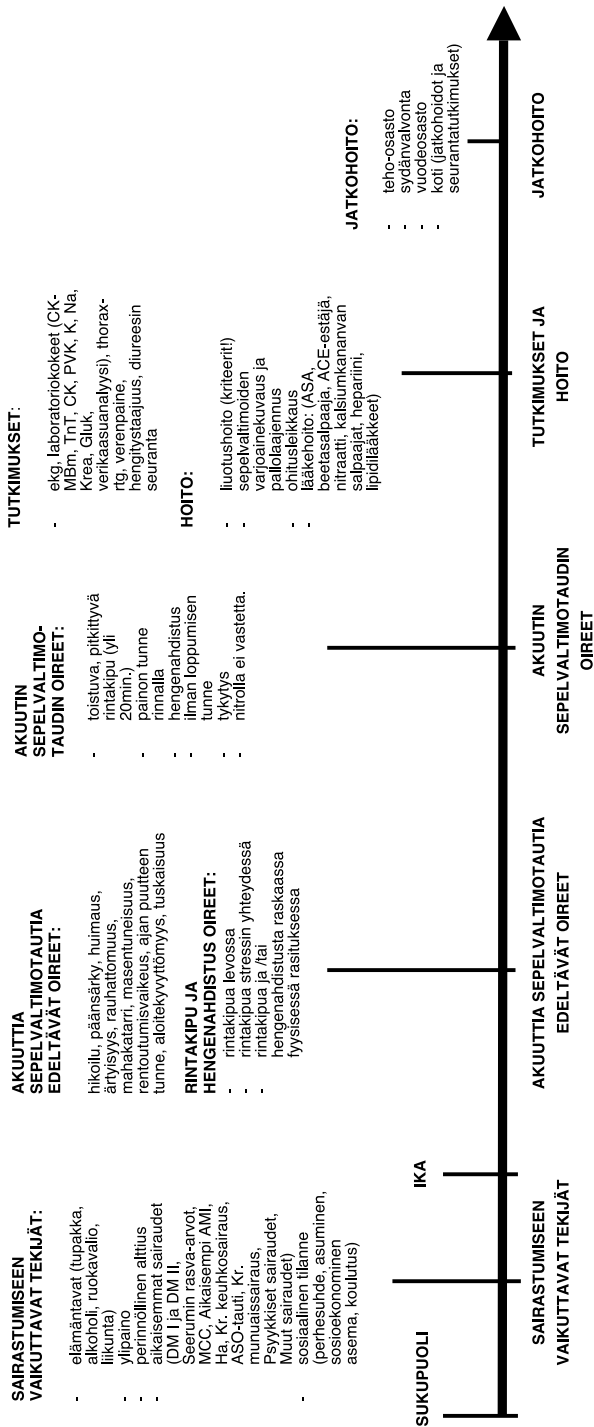 SAIRASTUMISEEN
VAIKUTTAVAT TEKIJÄT:
- elämäntavat (tupakka,
alkoholi, ruokavalio,
liikunta)
- ylipaino
- perinnöllinen alttius
- aikaisemmat sairaudet
(DM I ja DM II,
Seerumin rasva-arvot,
MCC, Aikaisempi AMI,
Ha, Kr. keuhkosairaus,
ASO-tauti, Kr.
munuaissairaus,
Psyykkiset sairaudet,
Muut sairaudet)
- sosiaalinen tilanne
(perhesuhde, asuminen,
sosioekonominen
asema, koulutus)
SUKUPUOLI
IKA
SAIRASTUMISEEN
VAIKUTTAVAT TEKIJÄT
AKUUTTIA
SEPELVALTIMOTAUTIA
EDELTÄVÄT OIREET:
hikoilu, päänsärky, huimaus,
ärtyisyys, rauhattomuus,
mahakatarri, masentuneisuus,
rentoutumisvaikeus, ajan puutteen
tunne, aloitekyvyttömyys, tuskaisuus
RINTAKIPU JA
HENGENAHDISTUS OIREET:
- rintakipua levossa
- rintakipua stressin yhteydessä
- rintakipua ja /tai
hengenahdistusta raskaassa
fyysisessä rasituksessa
AKUUTTIA SEPELVALTIMOTAUTIA
EDELTÄVÄT OIREET
AKUUTIN
SEPELVALTIMO-
TAUDIN OIREET:
- toistuva, pitkittyvä
rintakipu (yli
20min.)
- painon tunne
rinnalla
- hengenahdistus
- ilman loppumisen
tunne
- tykytys
- nitrolla ei vastetta.
AKUUTIN
SEPELVALTIMOTAUDIN
OIREET
TUTKIMUKSET:
- ekg, laboratoriokokeet (CK-
MBm, TnT, CK, PVK, K, Na,
Krea, Gluk,
verikaasuanalyysi), thorax-
rtg, verenpaine,
hengitystaajuus, diureesin
seuranta
HOITO:
- liuotushoito (kriteerit!)
- sepelvaltimoiden
varjoainekuvaus ja
pallolaajennus
- ohitusleikkaus
- lääkehoito: (ASA,
beetasalpaaja, ACE-estäjä,
nitraatti, kalsiumkananvan
salpaajat, hepariini,
lipidilääkkeet)
TUTKIMUKSET JA
HOITO
JATKOHOITO:
- teho-osasto
- sydänvalvonta
- vuodeosasto
- koti (jatkohoidot ja
seurantatutkimukset)
JATKOHOITO